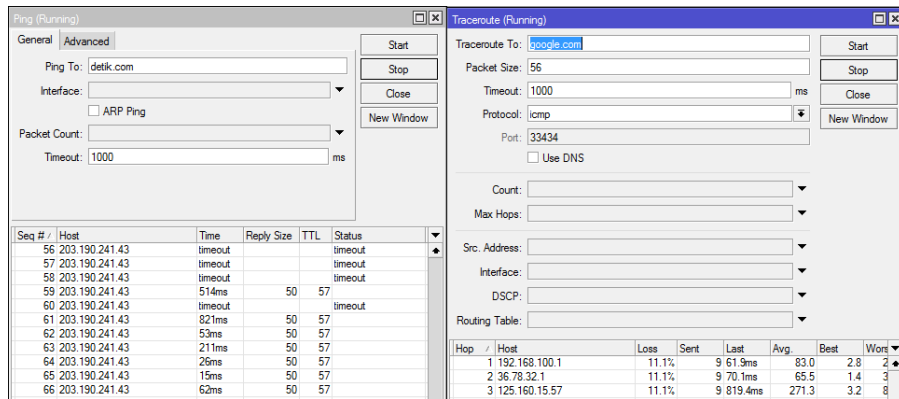 Ping (Running)
General Advanced
Ping To: detik.com
Interface:
ARP Ping
Packet Count:
Timeout: 1000 ms
Start
Stop
Close
New Window
Seq # Host Time Reply Size TTL Status
56 203.190.241.43 timeout timeout
57 203.190.241.43 timeout timeout
58 203.190.241.43 timeout timeout
59 203.190.241.43 514ms 50 57
60 203.190.241.43 timeout timeout
61 203.190.241.43 821ms 50 57
62 203.190.241.43 53ms 50 57
63 203.190.241.43 211ms 50 57
64 203.190.241.43 26ms 50 57
65 203.190.241.43 15ms 50 57
66 203.190.241.43 62ms 50 57
Traceroute (Running)
Traceroute To: google.com
Packet Size: 56
Timeout: 1000 ms
Protocol: icmp
Port: 33434
Use DNS
Count:
Max Hops:
Src. Address:
Interface:
DSCP:
Routing Table:
Start
Stop
Close
New Window
Hop Host Loss Sent Last Avg. Best
1 192.168.100.1 11.1% 9 61.9ms 83.0 2.8
2 36.78.32.1 11.1% 9 70.1ms 65.5 1.4
3 125.160.15.57 11.1% 9 819.4ms 271.3 3.2